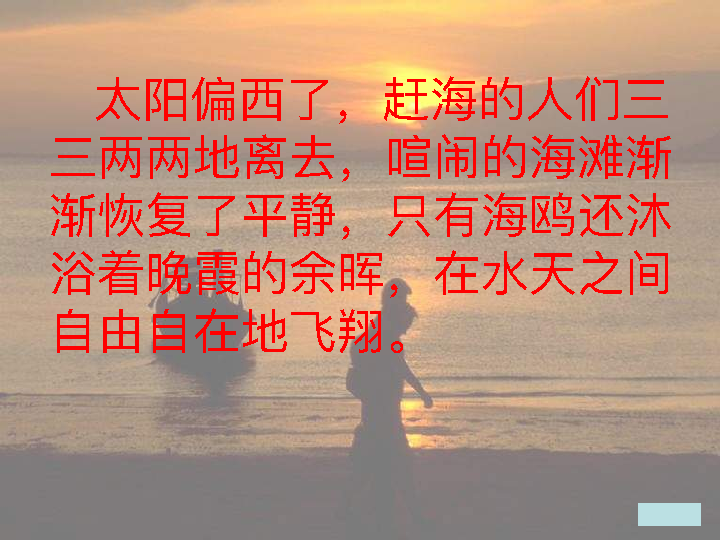 太阳偏西了，赶海的人们三
三两两地离去，喧闹的海滩渐
渐恢复了平静，只有海鸥还沐
浴着晚霞的余晖，在水天之间
自由自在地飞翔。